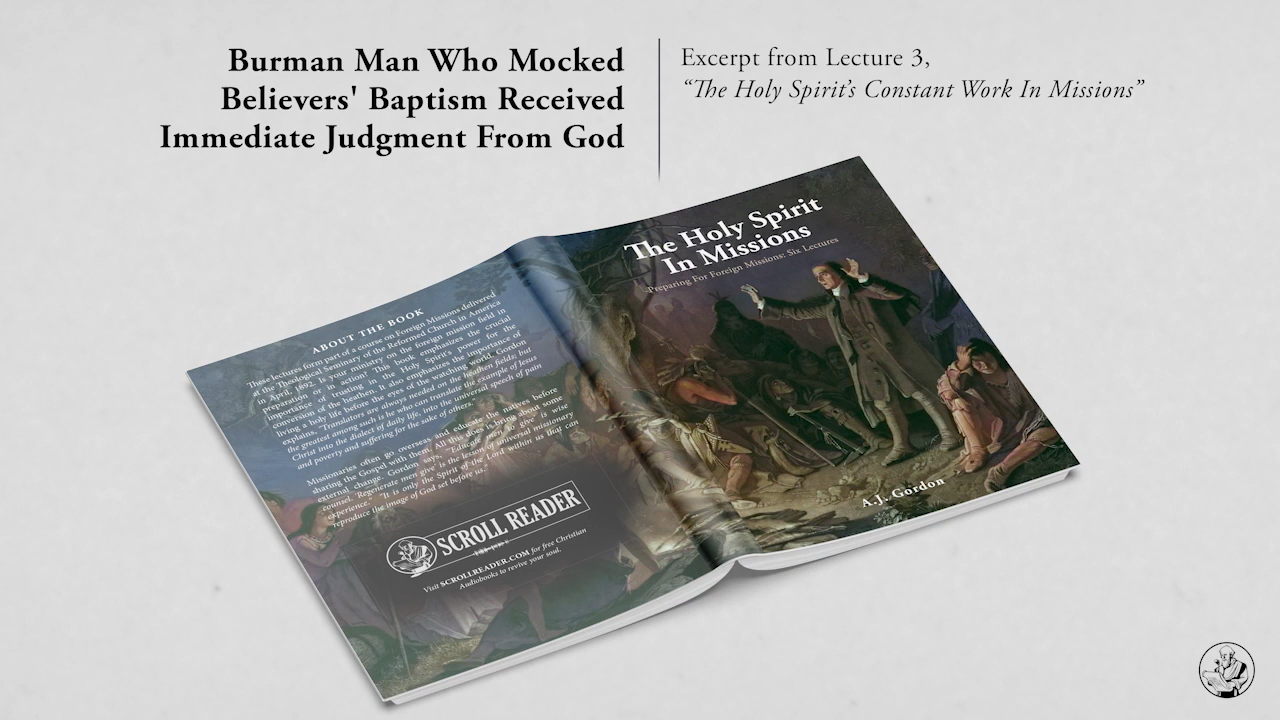 Burman Man Who Mocked
Believers' Baptism Received
Immediate Judgment From God
Excerpt from Lecture 3,
“The Holy Spirit’s Constant Work In Missions”
The Holy Spirit
In Missions
Preparing For Foreign Missions: Six Lectures
A.J. Gordon
ABOUT THE BOOK
These lectures form part of a course on Foreign Missions delivered
at the Theological Seminary of the Reformed Church in America
in April, 1892. Is your ministry on the foreign mission field in
preparation or in action? This book emphasizes the crucial
importance of trusting in the Holy Spirit's power for the
conversion of the heathen. It also emphasizes the importance of
living a holy life before the eyes of the watching world. Gordon
explains, "Translators are always needed on the heathen fields; but
the greatest among such is he who can translate the example of Jesus
Christ into the dialect of daily life, into the universal speech of pain
and poverty and suffering for the sake of others."
Missionaries often go overseas and educate the natives before
sharing the Gospel with them. All this does is bring about some
external change. Gordon says, "'Educate men to give' is wise
counsel. 'Regenerate men give' is the lesson of universal missionary
experience." "It is only the Spirit of the Lord within us that can
reproduce the image of God set before us."
SCROLL READER
Visit SCROLLREADER.COM for free Christian
Audiobooks to revive your soul.